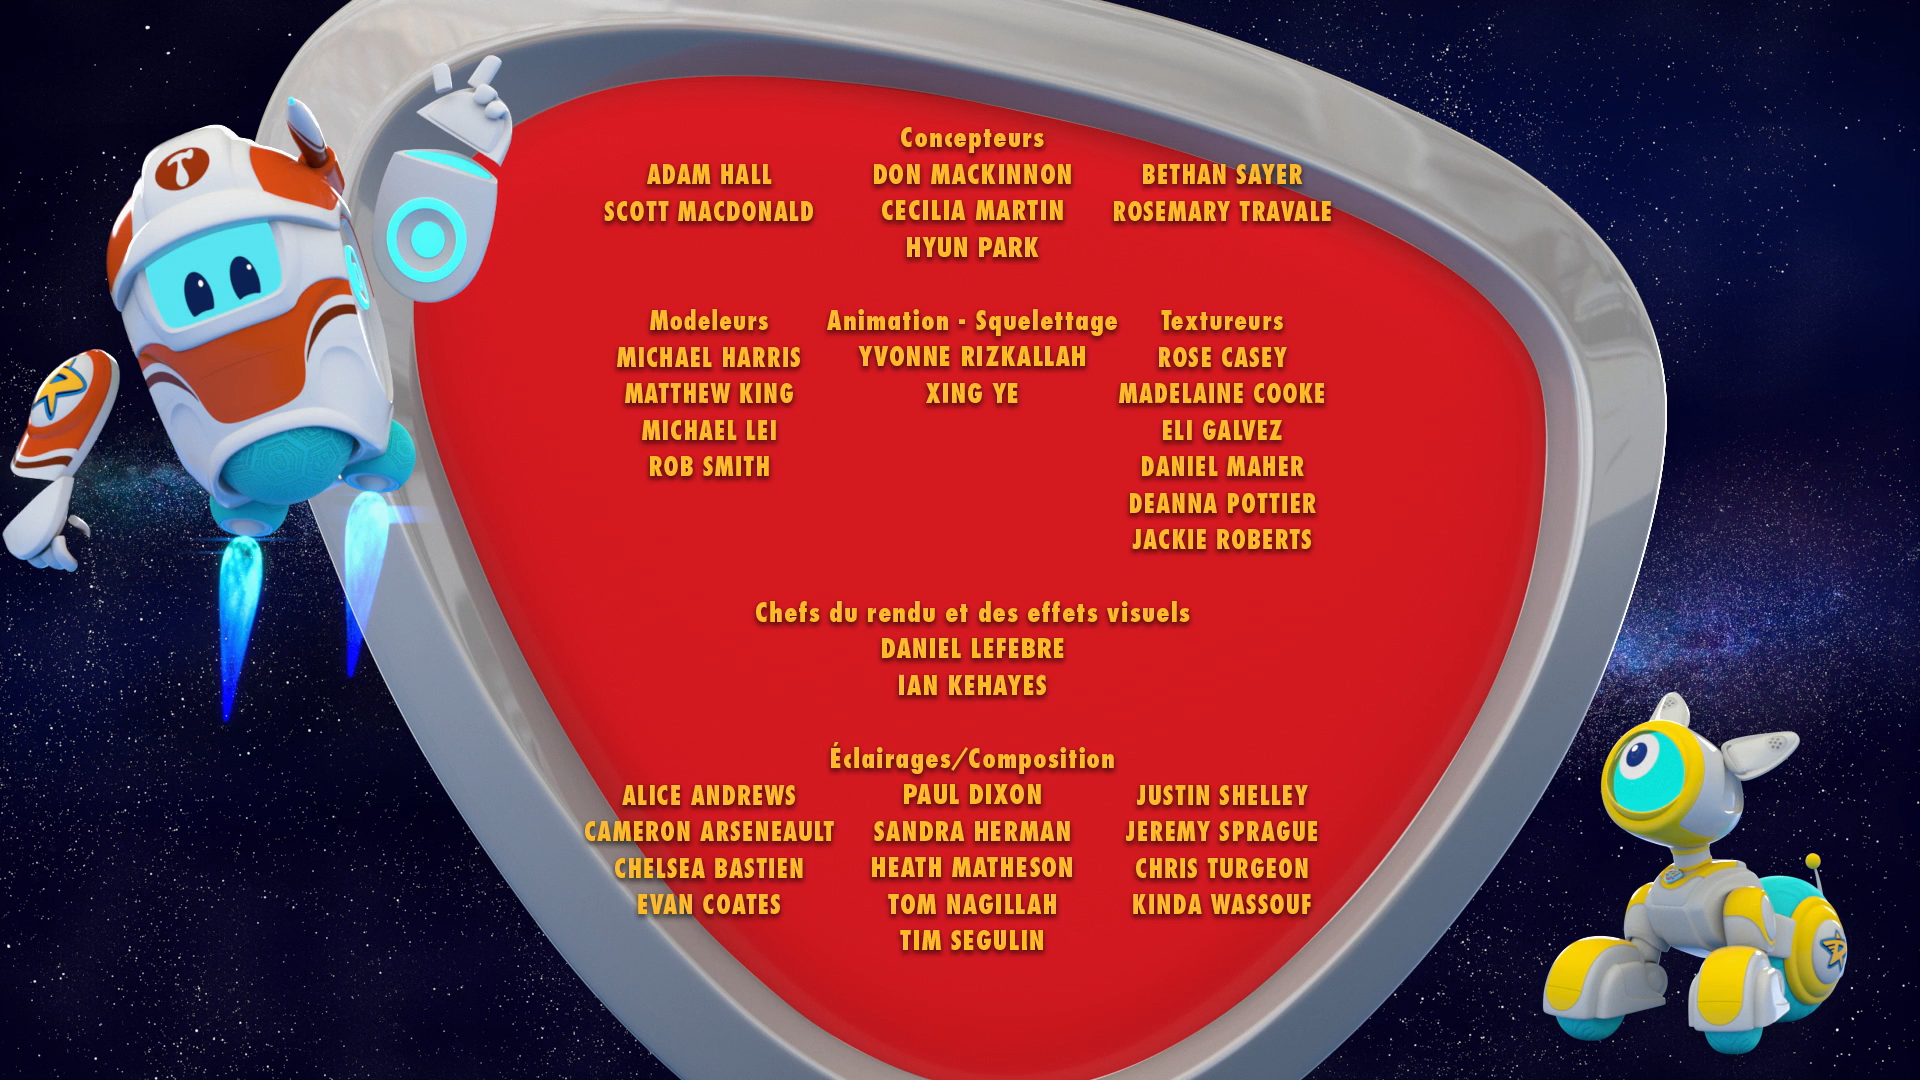 Concepteurs
ADAM HALL DON MACKINNON BETHAN SAYER
SCOTT MACDONALD CECILIA MARTIN ROSEMARY TRAVALE
HYUN PARK
Modeleurs Animation - Squelettage Textureurs
MICHAEL HARRIS YVONNE RIZKALLAH ROSE CASEY
MATTHEW KING XING YE MADELAINE COOKE
MICHAEL LEI ELI GALVEZ
ROB SMITH DANIEL MAHER
DEANNA POTTIER
JACKIE ROBERTS
Chefs du rendu et des effets visuels
DANIEL LEFEBRE
IAN KEHAYES
Éclairages/Composition
ALICE ANDREWS PAUL DIXON JUSTIN SHELLEY
CAMERON ARSENEAULT SANDRA HERMAN JEREMY SPRAGUE
CHELSEA BASTIEN HEATH MATHESON CHRIS TURGEON
EVAN COATES TOM NAGILLAH KINDA WASSOUF
TIM SEGULIN
T